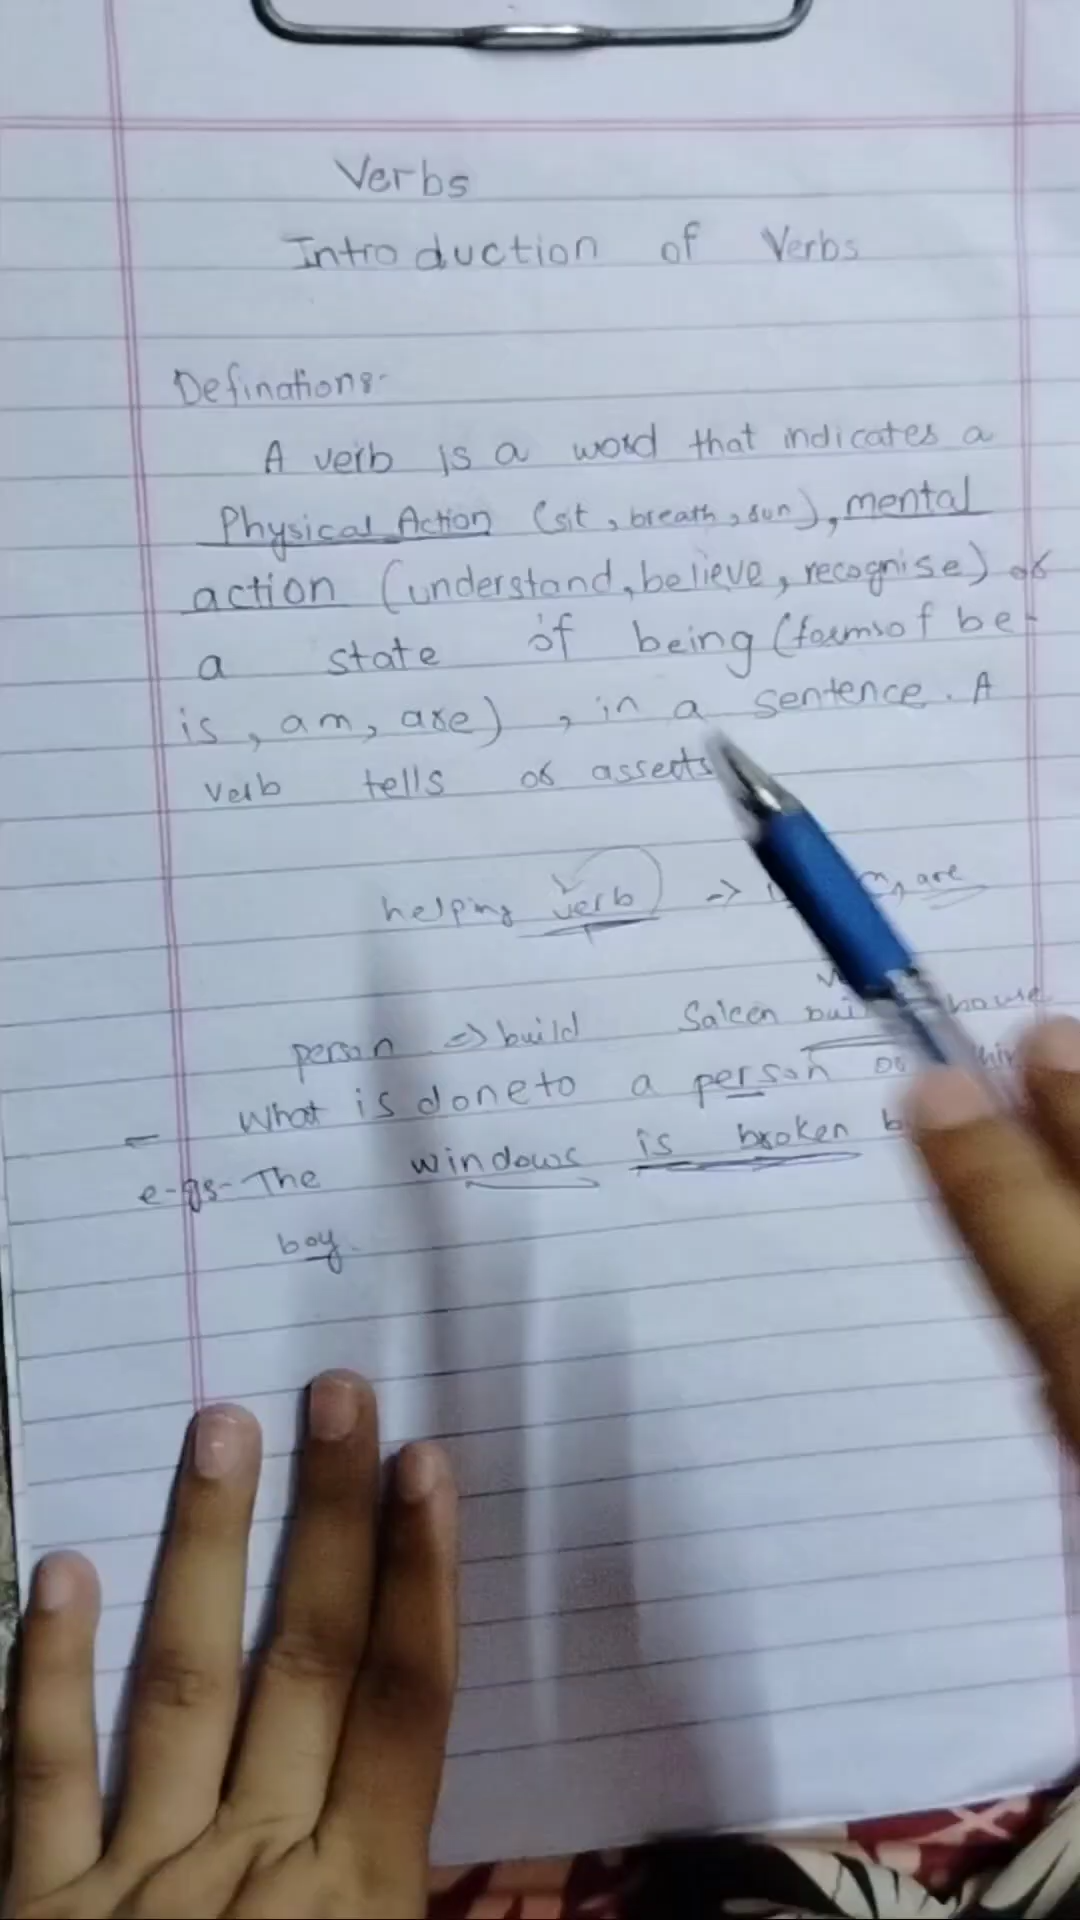 Verbs
Introduction of Verbs
Definations:-
A verb is a word that indicates a
Physical Action (sit, breath, run), mental
action (understand, believe, recognise) or
a state of being (forms of be-
is, am, are) , in a sentence. A
verb tells or asserts
helping verb -> are
person => build Saleen house
- What is done to a person or
e-gs- The windows is broken
boy.